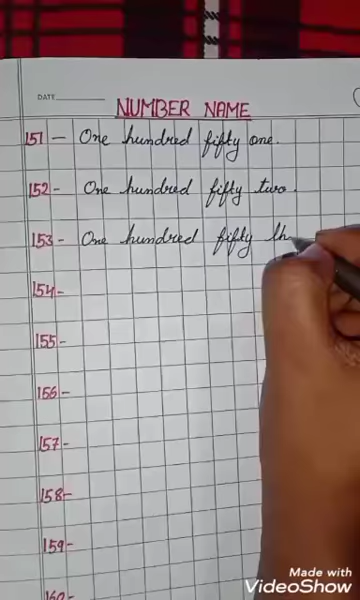 DATE
NUMBER NAME
151 - One hundred fifty one.
152 - One hundred fifty two.
153 - One hundred fifty th
154 -
155 -
156 -
157 -
158 -
159 -
160 -
Made with
VideoShow